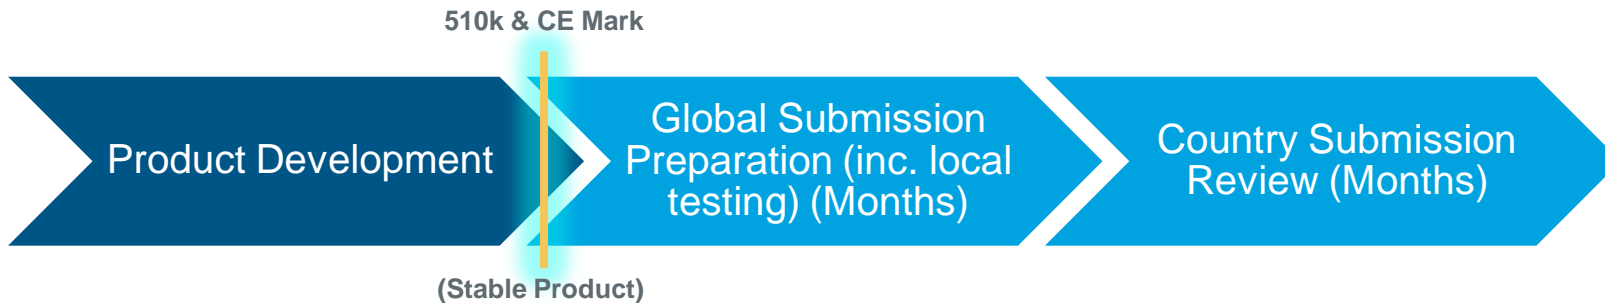 510k & CE Mark
Product Development
Global Submission
Preparation (inc. local
testing) (Months)
Country Submission
Review (Months)
(Stable Product)